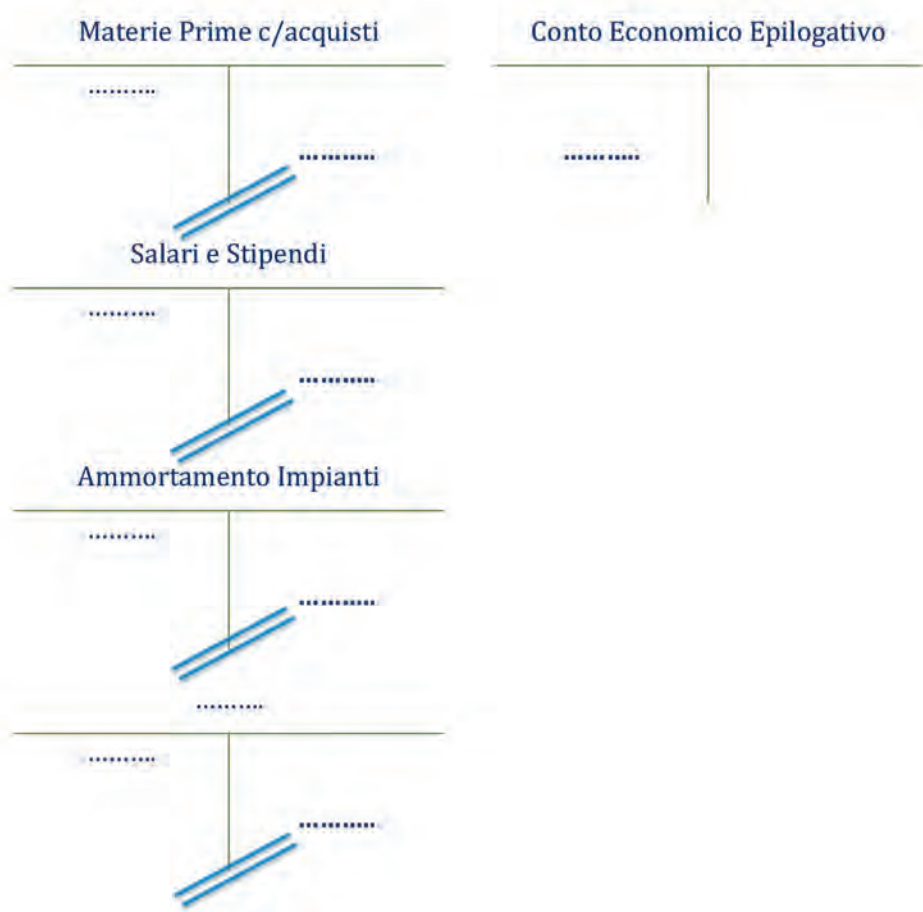 Materie Prime c/acquisti
Conto Economico Epilogativo
..........
...........
...........
Salari e Stipendi
..........
...........
Ammortamento Impianti
..........
...........
..........
..........
...........